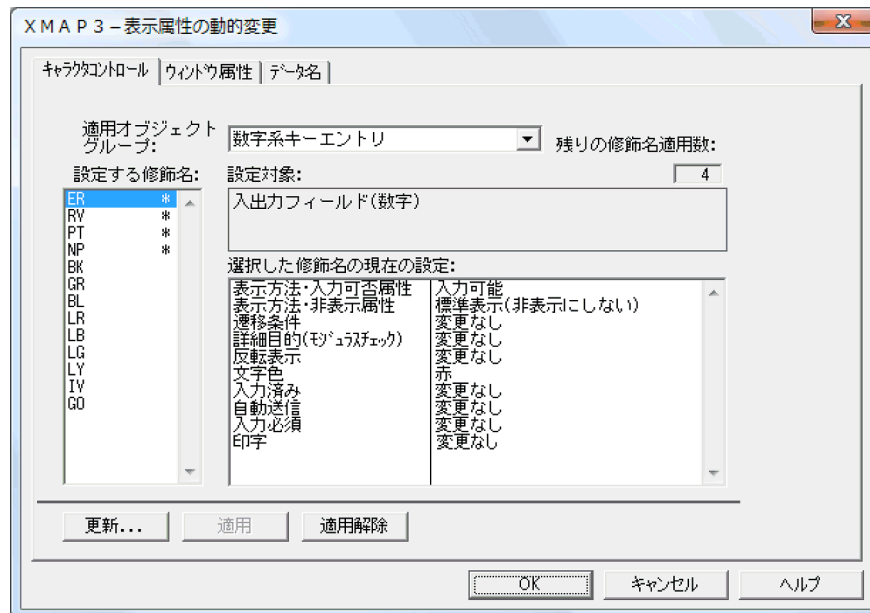 XMAP3-表示属性の動的変更
キャラクタコントロール
ウィンドウ属性
データ名
適用オブジェクト
グループ:
数字系キーエントリ
残りの修飾名適用数:
4
設定する修飾名:
ER *
RV *
PT *
NP *
BK
GR
BL
LR
LB
LG
LY
IV
GO
設定対象:
入出力フィールド(数字)
選択した修飾名の現在の設定:
表示方法・入力可否属性 入力可能
表示方法・非表示属性 標準表示(非表示にしない)
遷移条件 変更なし
詳細目的(モジュラスチェック) 変更なし
反転表示 変更なし
文字色 赤
入力済み 変更なし
自動送信 変更なし
入力必須 変更なし
印字 変更なし
更新...
適用
適用解除
OK
キャンセル
ヘルプ